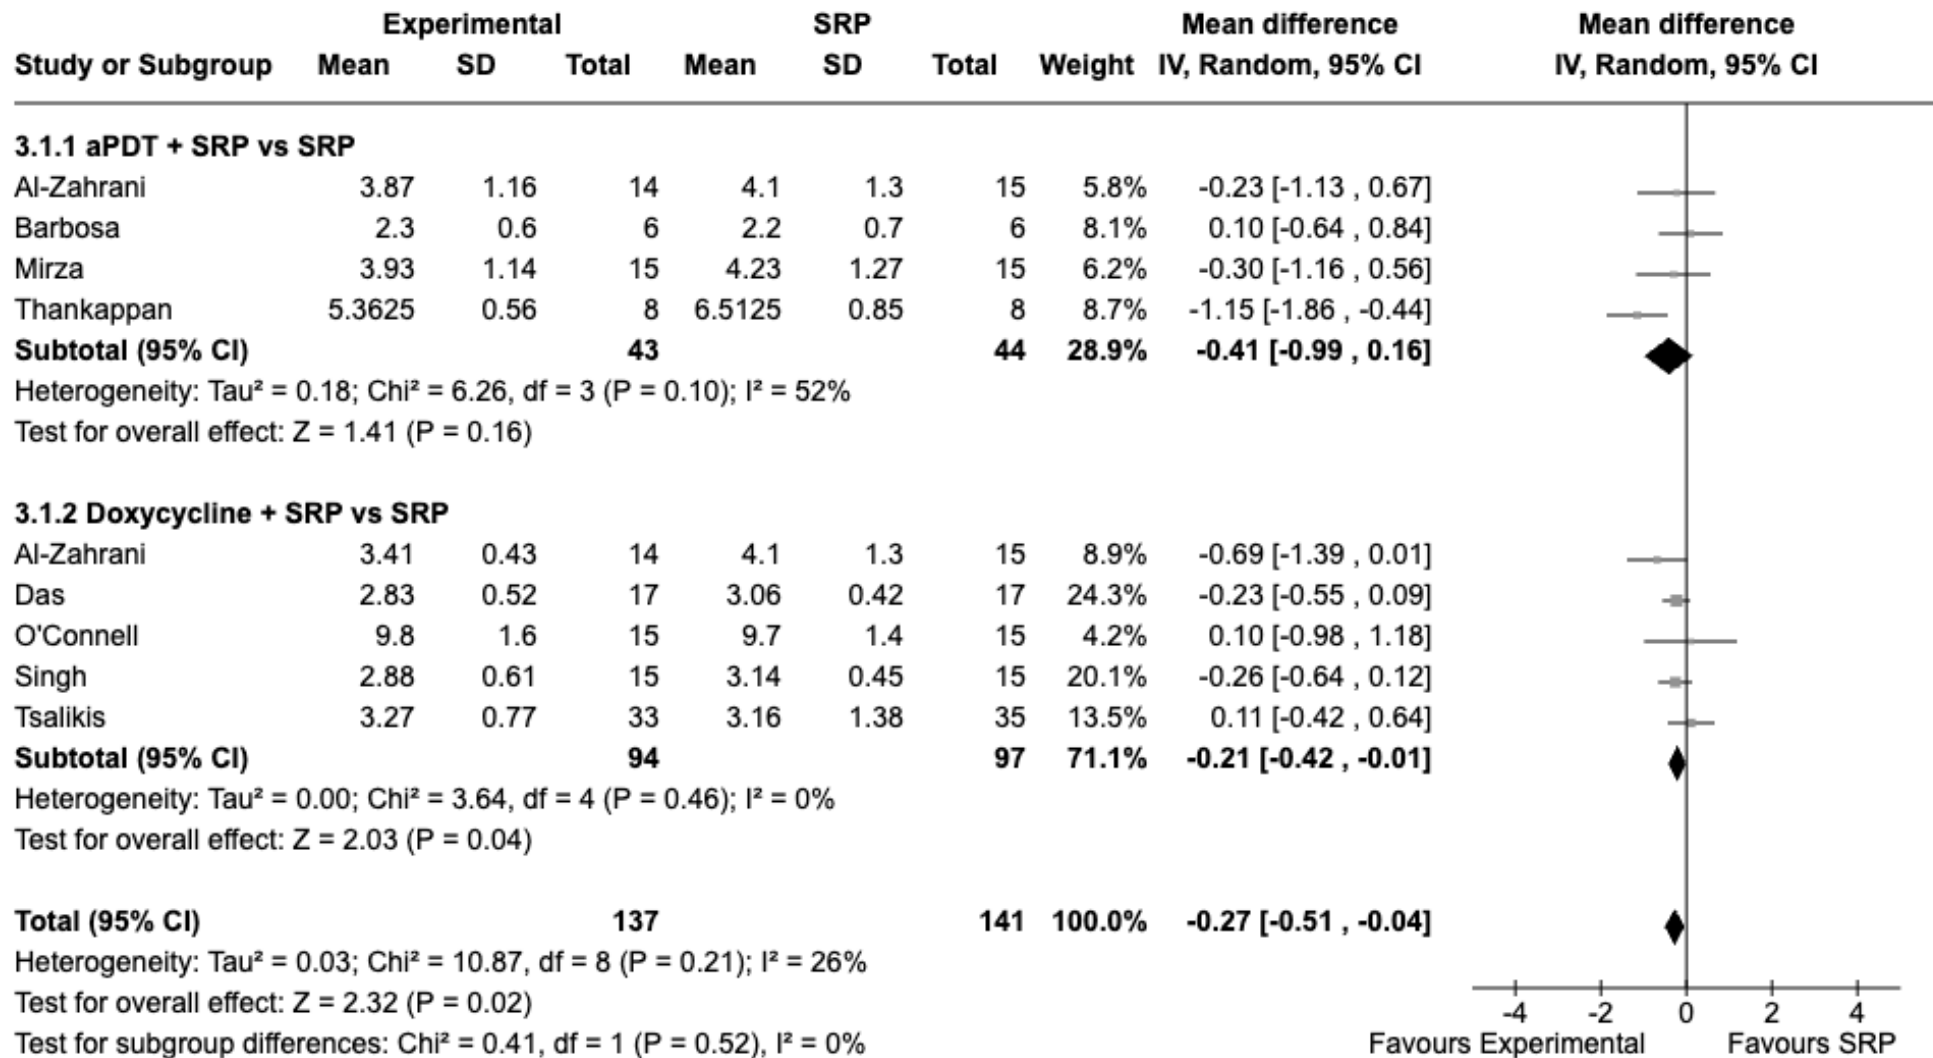 Experimental SRP Mean difference Mean difference
Study or Subgroup Mean SD Total Mean SD Total Weight IV, Random, 95% CI IV, Random, 95% CI
3.1.1 aPDT + SRP vs SRP
Al-Zahrani 3.87 1.16 14 4.1 1.3 15 5.8% -0.23 [-1.13 , 0.67]
Barbosa 2.3 0.6 6 2.2 0.7 6 8.1% 0.10 [-0.64 , 0.84]
Mirza 3.93 1.14 15 4.23 1.27 15 6.2% -0.30 [-1.16 , 0.56]
Thankappan 5.3625 0.56 8 6.5125 0.85 8 8.7% -1.15 [-1.86 , -0.44]
Subtotal (95% CI) 43 44 28.9% -0.41 [-0.99 , 0.16]
Heterogeneity: Tau² = 0.18; Chi² = 6.26, df = 3 (P = 0.10); I² = 52%
Test for overall effect: Z = 1.41 (P = 0.16)
3.1.2 Doxycycline + SRP vs SRP
Al-Zahrani 3.41 0.43 14 4.1 1.3 15 8.9% -0.69 [-1.39 , 0.01]
Das 2.83 0.52 17 3.06 0.42 17 24.3% -0.23 [-0.55 , 0.09]
O'Connell 9.8 1.6 15 9.7 1.4 15 4.2% 0.10 [-0.98 , 1.18]
Singh 2.88 0.61 15 3.14 0.45 15 20.1% -0.26 [-0.64 , 0.12]
Tsalikis 3.27 0.77 33 3.16 1.38 35 13.5% 0.11 [-0.42 , 0.64]
Subtotal (95% CI) 94 97 71.1% -0.21 [-0.42 , -0.01]
Heterogeneity: Tau² = 0.00; Chi² = 3.64, df = 4 (P = 0.46); I² = 0%
Test for overall effect: Z = 2.03 (P = 0.04)
Total (95% CI) 137 141 100.0% -0.27 [-0.51 , -0.04]
Heterogeneity: Tau² = 0.03; Chi² = 10.87, df = 8 (P = 0.21); I² = 26%
Test for overall effect: Z = 2.32 (P = 0.02)
Test for subgroup differences: Chi² = 0.41, df = 1 (P = 0.52), I² = 0%
-4 -2 0 2 4
Favours Experimental Favours SRP